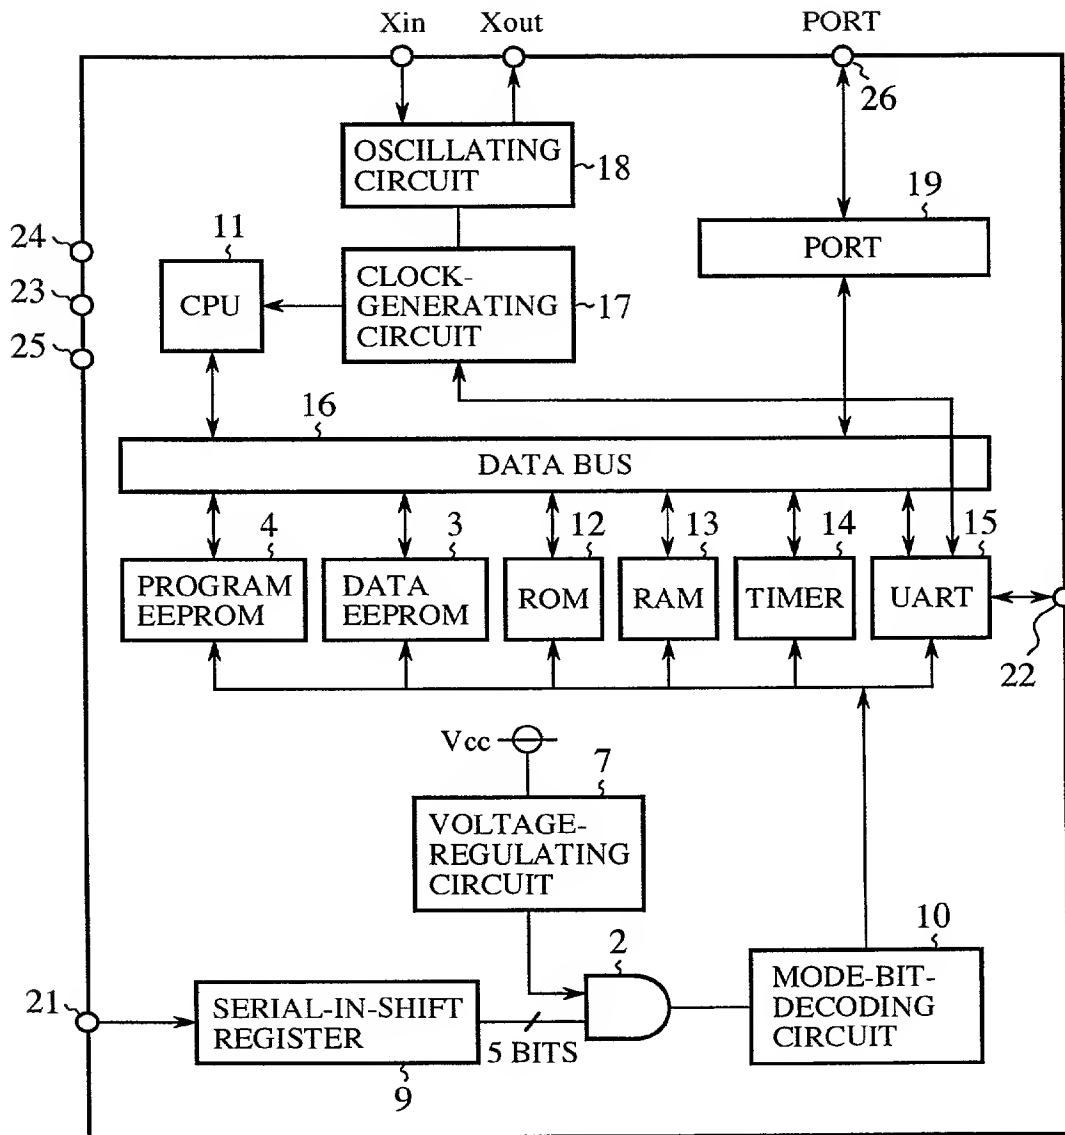 Xin
Xout
PORT
26
OSCILLATING
CIRCUIT
18
19
PORT
24
23
25
11
CPU
CLOCK-
GENERATING
CIRCUIT
17
16
DATA BUS
4
3
12
13
14
15
PROGRAM
EEPROM
DATA
EEPROM
ROM
RAM
TIMER
UART
22
Vcc
7
VOLTAGE-
REGULATING
CIRCUIT
2
10
MODE-BIT-
DECODING
CIRCUIT
21
SERIAL-IN-SHIFT
REGISTER
5 BITS
9